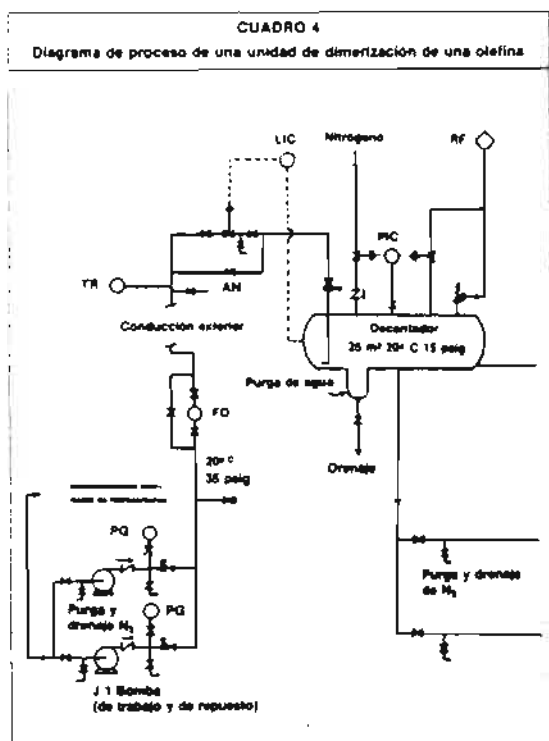 CUADRO 4
Diagrama de proceso de una unidad de dimerización de una olefina
LIC
Nitrógeno
RF
PIC
TR
AN
Conducción exterior
Decantador
25 m³ 20º C 15 psig
Purga de agua
FO
Drenaje
20º C
35 psig
PG
Purga y
drenaje N₂
PG
Purga y drenaje
de N₂
J 1 Bomba
(de trabajo y de repuesto)